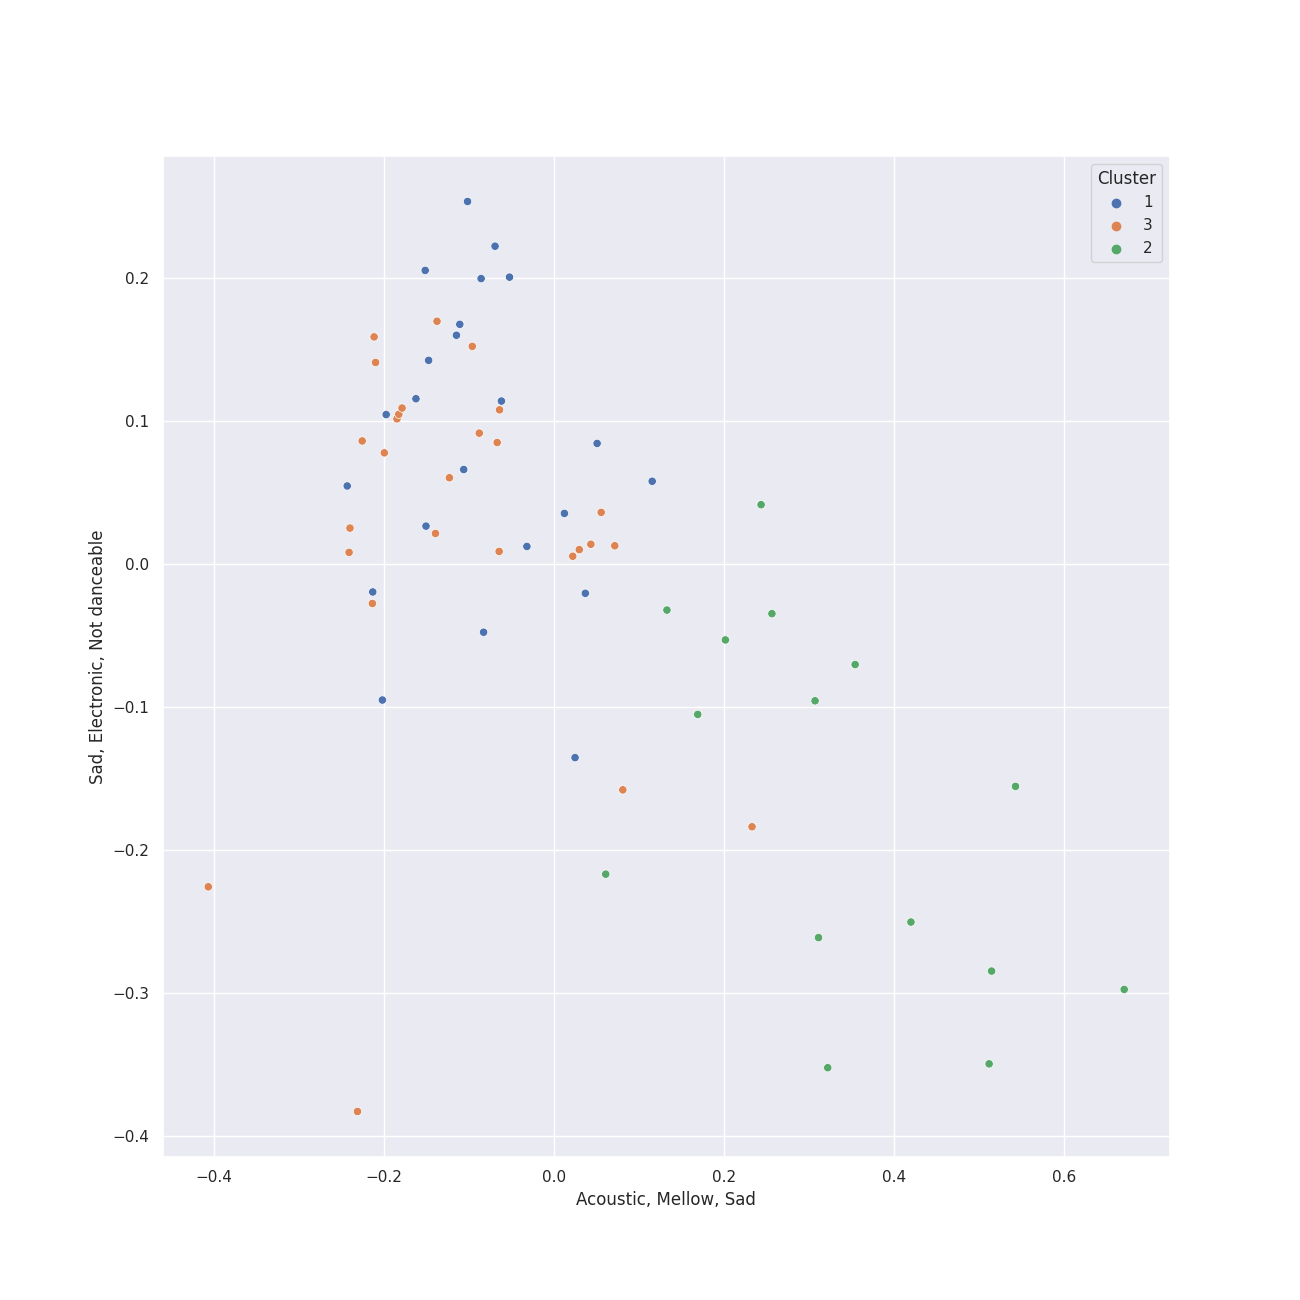 Cluster
1
3
2
0.2
0.1
0.0
−0.1
−0.2
−0.3
−0.4
Sad, Electronic, Not danceable
−0.4 −0.2 0.0 0.2 0.4 0.6
Acoustic, Mellow, Sad